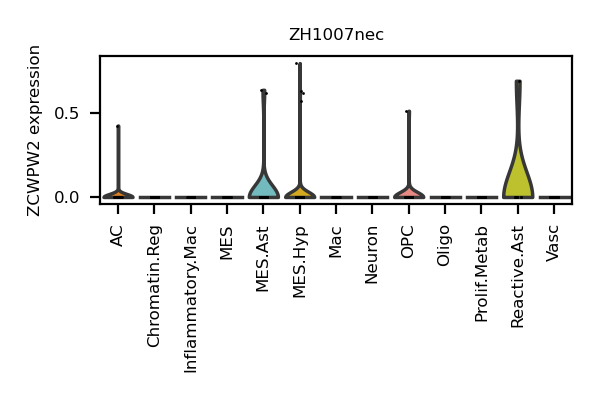 ZH1007nec
ZCWPW2 expression
0.5
0.0
AC
Chromatin.Reg
Inflammatory.Mac
MES
MES.Ast
MES.Hyp
Mac
Neuron
OPC
Oligo
Prolif.Metab
Reactive.Ast
Vasc